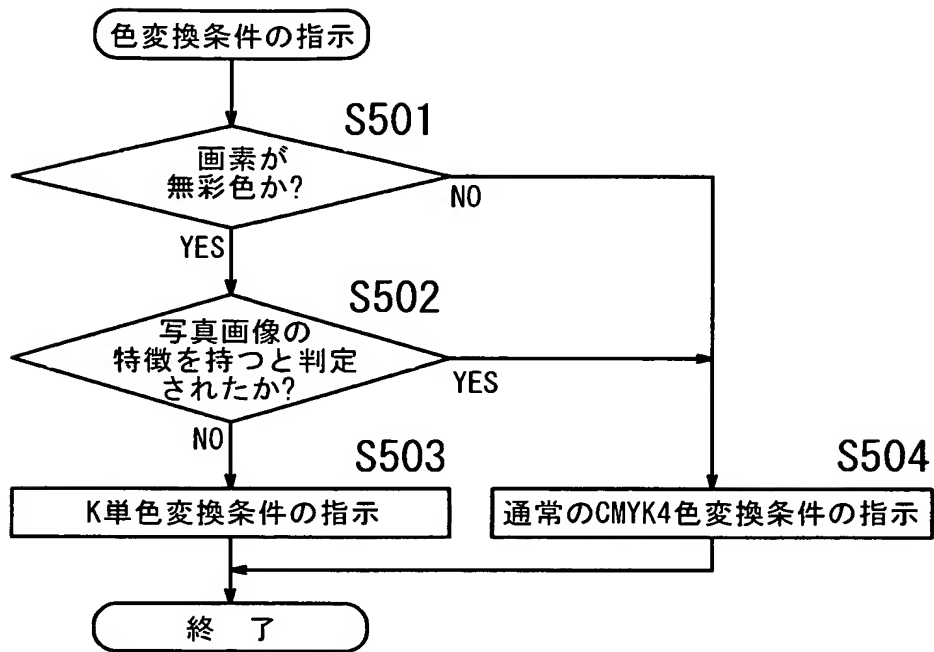 色変換条件の指示
S501
画素が
無彩色か?
NO
YES
S502
写真画像の
特徴を持つと判定
されたか?
YES
NO
S503
S504
K単色変換条件の指示
通常のCMYK4色変換条件の指示
終 了